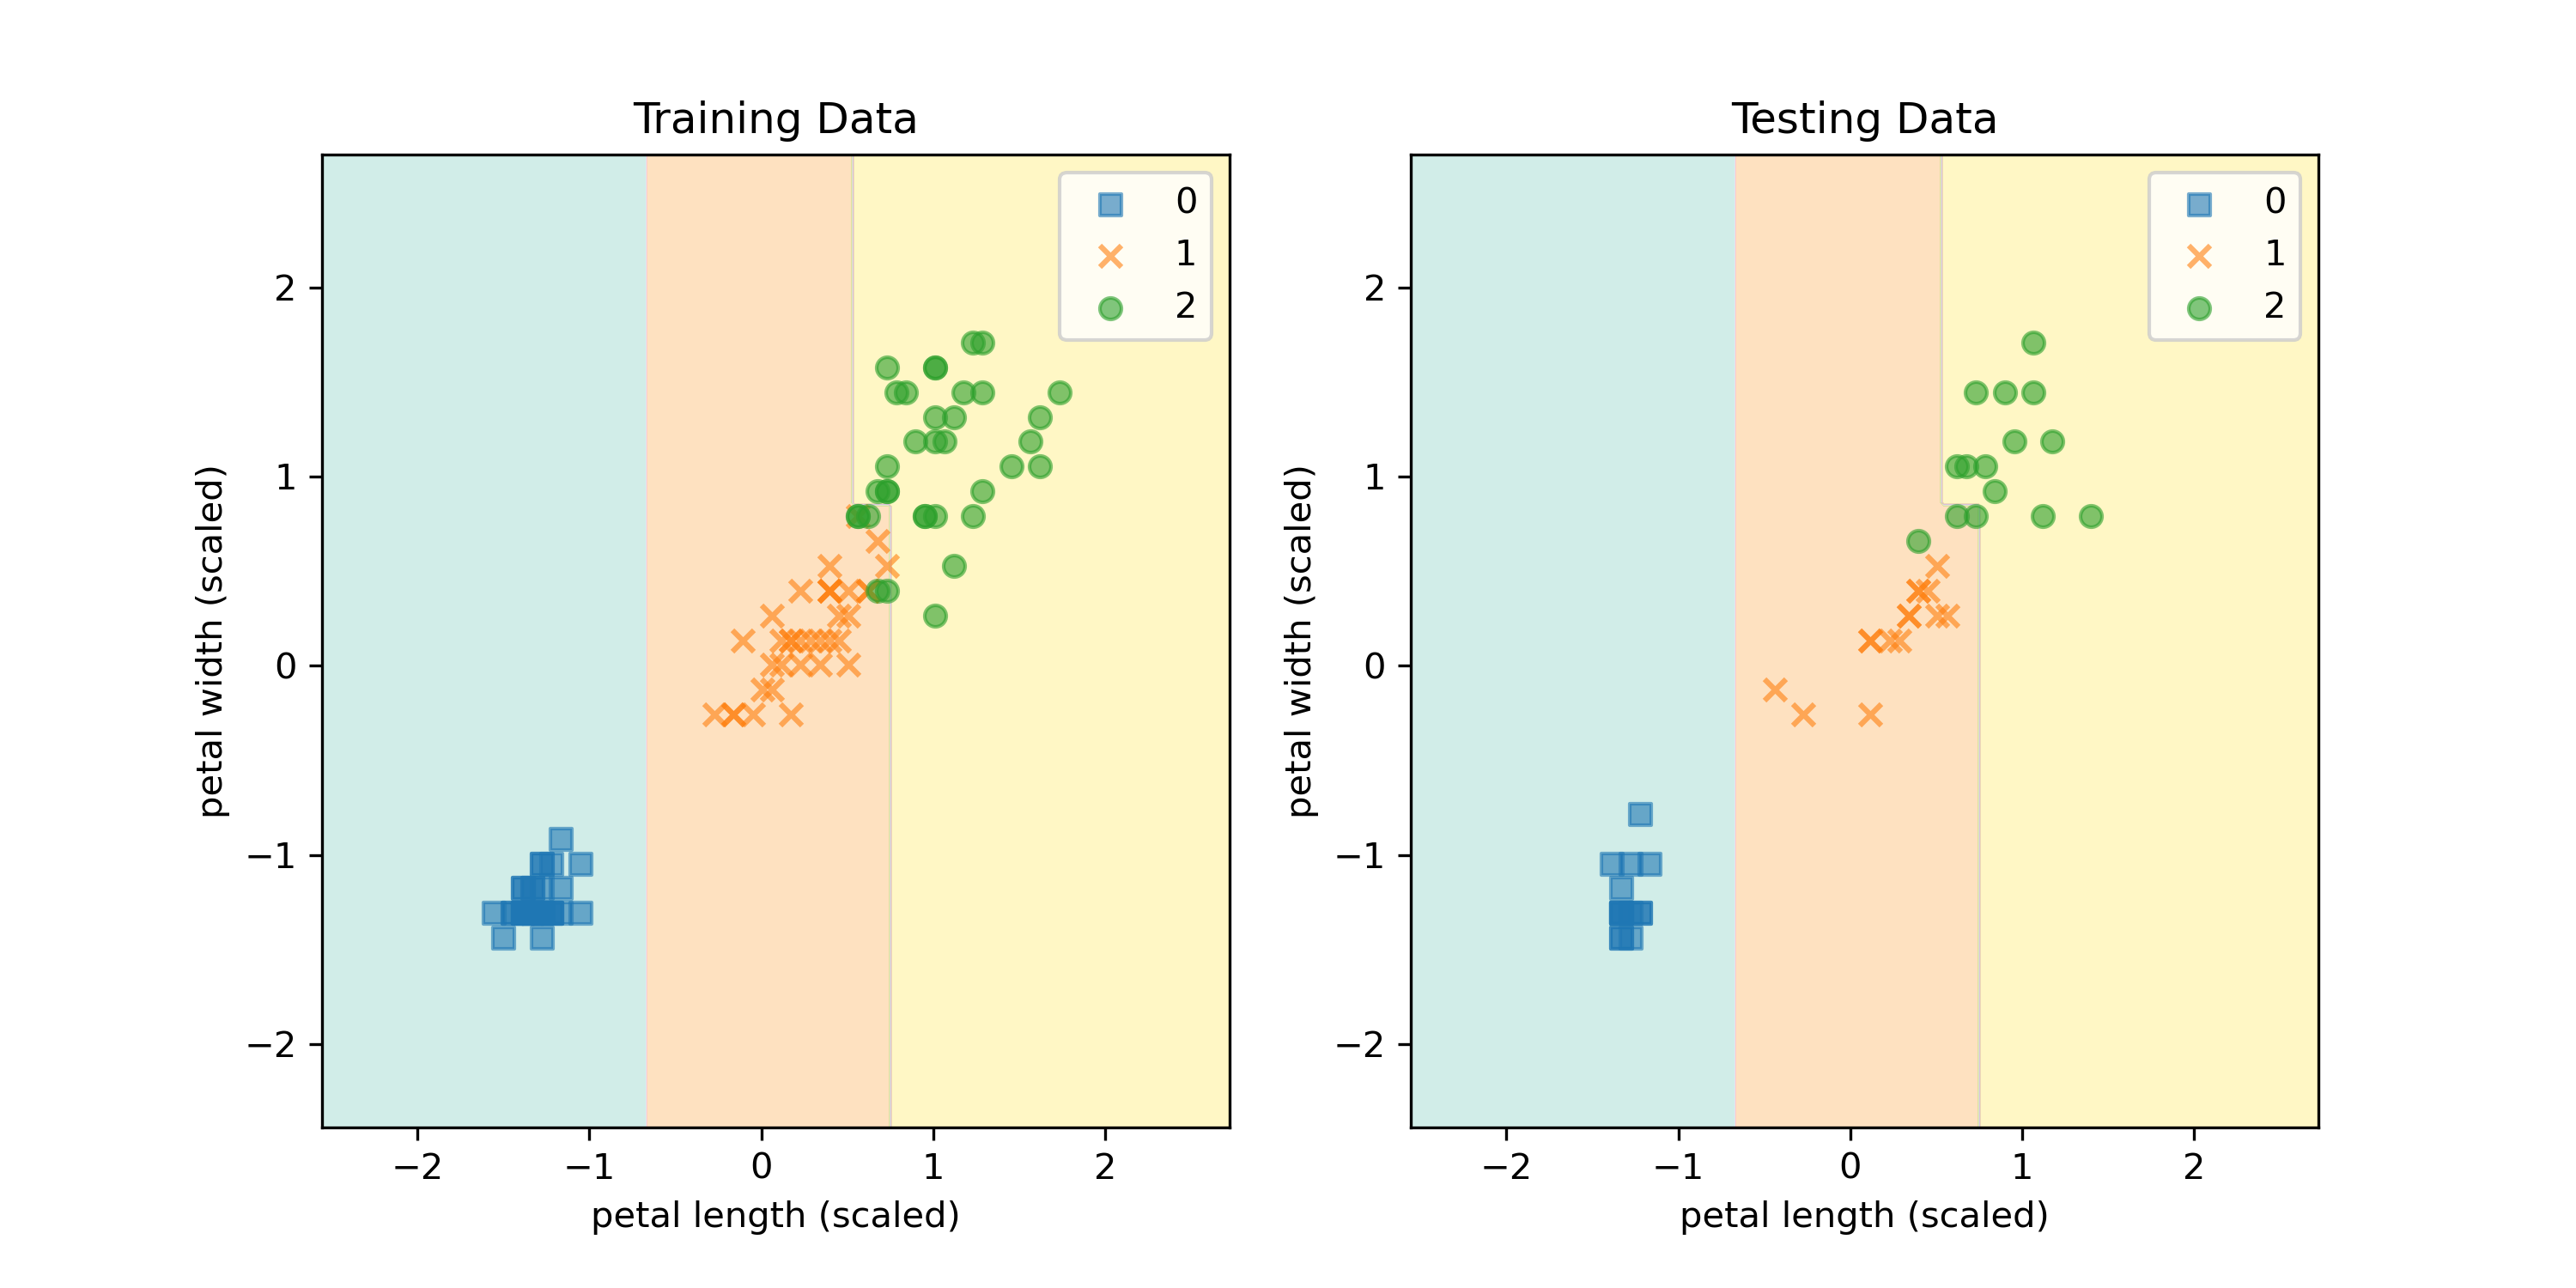 Training Data
0
1
2
2
1
0
−1
−2
petal width (scaled)
−2 −1 0 1 2
petal length (scaled)
Testing Data
0
1
2
2
1
0
−1
−2
petal width (scaled)
−2 −1 0 1 2
petal length (scaled)